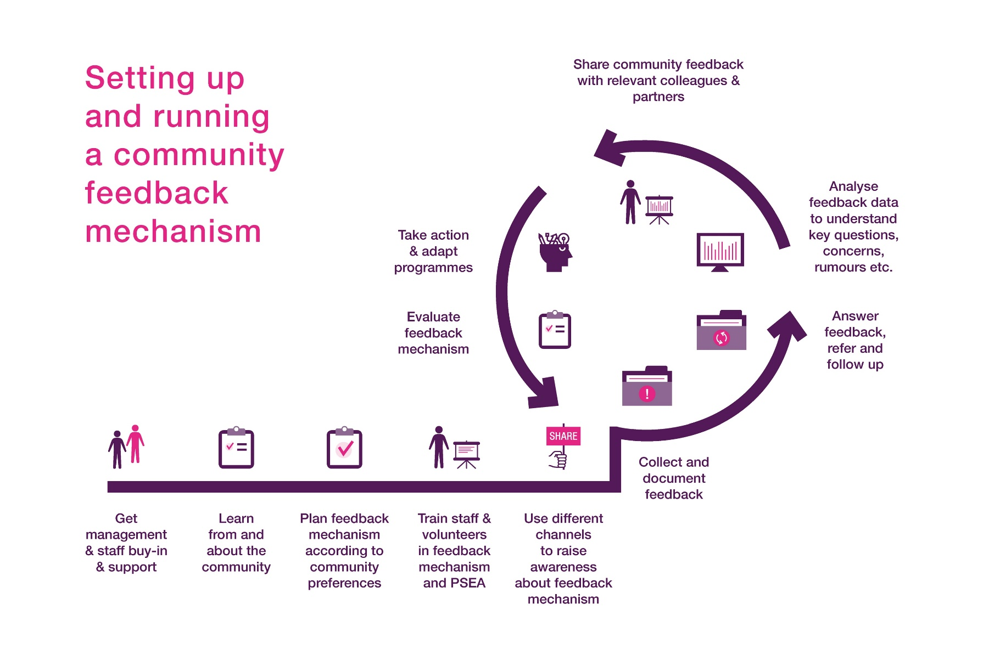 Setting up
and running
a community
feedback
mechanism
Share community feedback
with relevant colleagues &
partners
Analyse
feedback data
to understand
key questions,
concerns,
rumours etc.
Take action
& adapt
programmes
Evaluate
feedback
mechanism
Answer
feedback,
refer and
follow up
!
SHARE
Collect and
document
feedback
Get
management
& staff buy-in
& support
Learn
from and
about the
community
Plan feedback
mechanism
according to
community
preferences
Train staff &
volunteers
in feedback
mechanism
and PSEA
Use different
channels
to raise
awareness
about feedback
mechanism